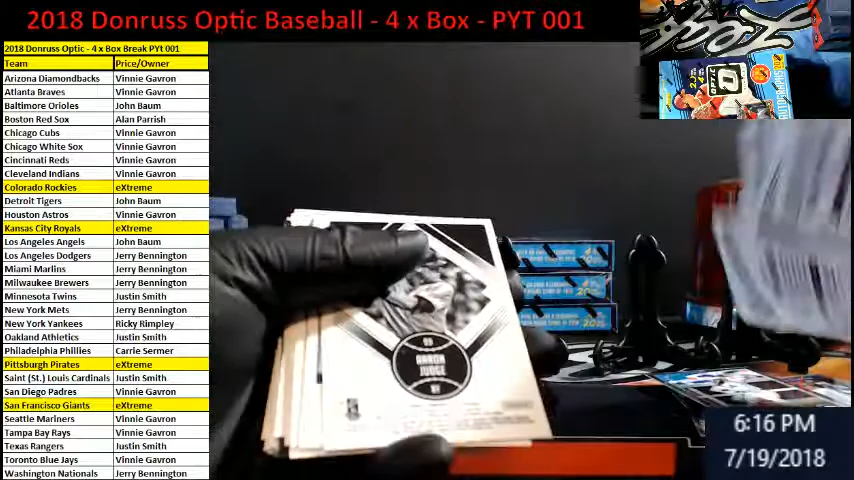 2018 Donruss Optic Baseball - 4 x Box - PYT 001
2018 Donruss Optic - 4 x Box Break PYt 001
Team Price/Owner
Arizona Diamondbacks Vinnie Gavron
Atlanta Braves Vinnie Gavron
Baltimore Orioles John Baum
Boston Red Sox Alan Parrish
Chicago Cubs Vinnie Gavron
Chicago White Sox Vinnie Gavron
Cincinnati Reds Vinnie Gavron
Cleveland Indians Vinnie Gavron
Colorado Rockies eXtreme
Detroit Tigers John Baum
Houston Astros Vinnie Gavron
Kansas City Royals eXtreme
Los Angeles Angels John Baum
Los Angeles Dodgers Jerry Bennington
Miami Marlins Jerry Bennington
Milwaukee Brewers Jerry Bennington
Minnesota Twins Justin Smith
New York Mets Jerry Bennington
New York Yankees Ricky Rimpley
Oakland Athletics Justin Smith
Philadelphia Phillies Carrie Sermer
Pittsburgh Pirates eXtreme
Saint (St.) Louis Cardinals Justin Smith
San Diego Padres Vinnie Gavron
San Francisco Giants eXtreme
Seattle Mariners Vinnie Gavron
Tampa Bay Rays Vinnie Gavron
Texas Rangers Justin Smith
Toronto Blue Jays Vinnie Gavron
Washington Nationals Jerry Bennington
AARON
JUDGE
OPTIC
AUTOGRAPHS
6:16 PM
7/19/2018